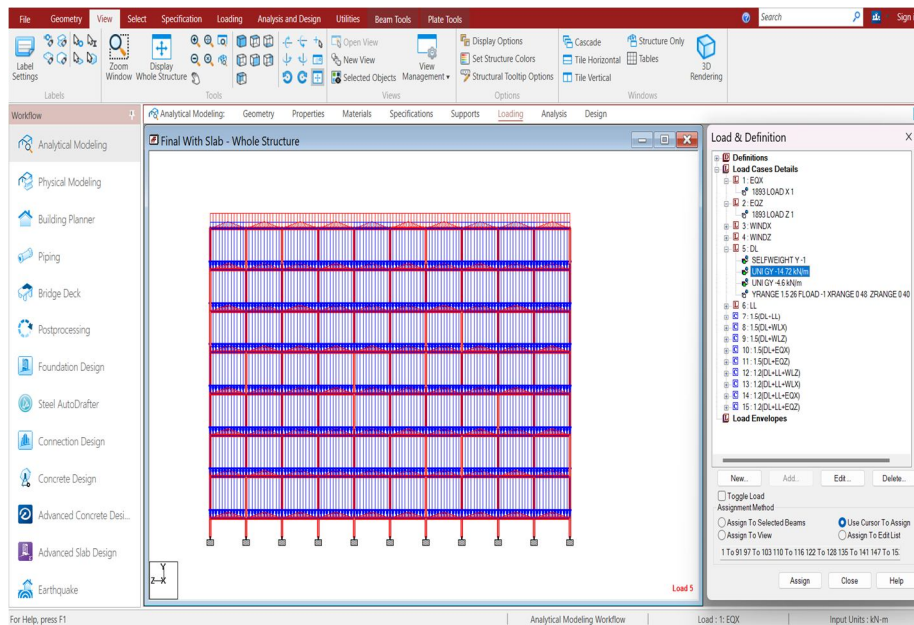 File Geometry View Select Specification Loading Analysis and Design Utilities Beam Tools Plate Tools Search Sign
Label Settings
Zoom Window
Display Whole Structure
Open View
New View
Selected Objects
View Management
Display Options
Set Structure Colors
Structural Tooltip Options
Cascade
Tile Horizontal
Tile Vertical
Structure Only
Tables
3D Rendering
Labels Tools Views Options Windows
Workflow
Analytical Modeling: Geometry Properties Materials Specifications Supports Loading Analysis Design
Analytical Modeling
Physical Modeling
Building Planner
Piping
Bridge Deck
Postprocessing
Foundation Design
Steel AutoDrafter
Connection Design
Concrete Design
Advanced Concrete Desi...
Advanced Slab Design
Earthquake
Final With Slab - Whole Structure
Y
Z X
Load 5
Load & Definition X
Definitions
Load Cases Details
1 : EQX
1893 LOAD X 1
2 : EQZ
1893 LOAD Z 1
3 : WINDX
4 : WINDZ
5 : DL
SELFWEIGHT Y -1
UNI GY -14.72 kN/m
UNI GY -4.6 kN/m
YRANGE 1.5 26 FLOAD -1 XRANGE 0 48 ZRANGE 0 40
6 : LL
7 : 1.5(DL+LL)
8 : 1.5(DL+WLX)
9 : 1.5(DL+WLZ)
10 : 1.5(DL+EQX)
11 : 1.5(DL+EQZ)
12 : 1.2(DL+LL+WLZ)
13 : 1.2(DL+LL+WLX)
14 : 1.2(DL+LL+EQX)
15 : 1.2(DL+LL+EQZ)
Load Envelopes
New... Add... Edit... Delete...
Toggle Load
Assignment Method
Assign To Selected Beams Use Cursor To Assign
Assign To View Assign To Edit List
1 To 91 97 To 103 110 To 116 122 To 128 135 To 141 147 To 15
Assign Close Help
For Help, press F1 Analytical Modeling Workflow Load : 1: EQX Input Units : kN-m